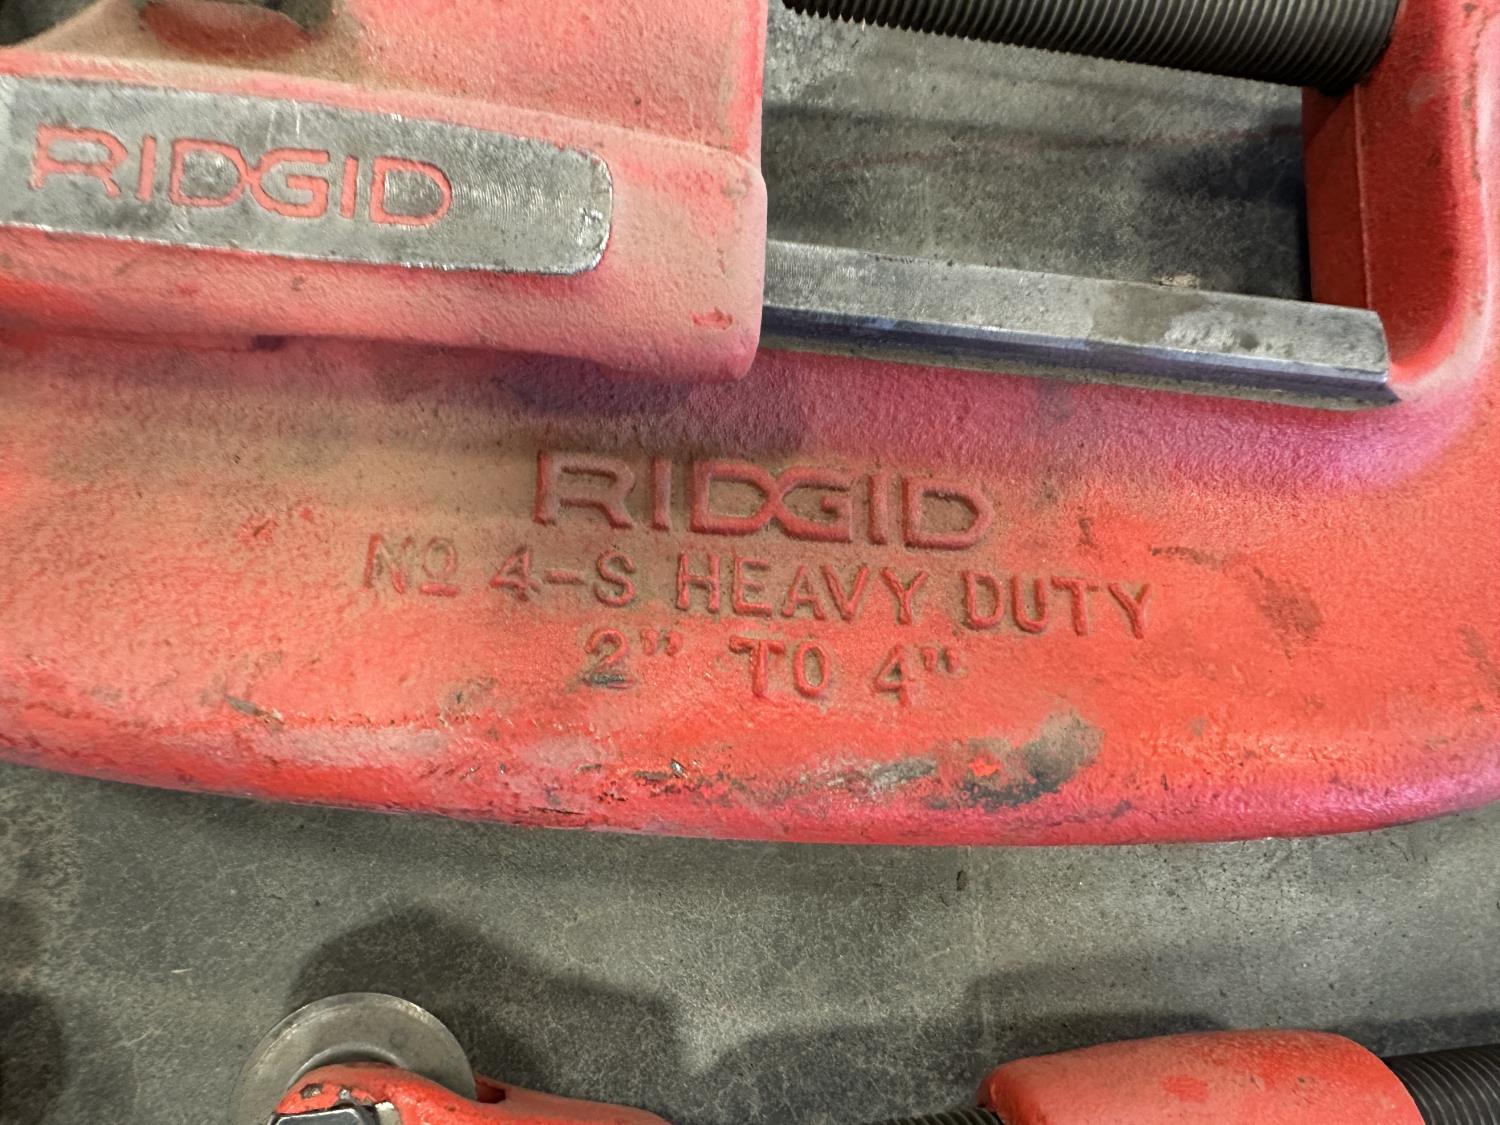 RIDGID
RIDGID
Nº 4-S HEAVY DUTY
2" TO 4"